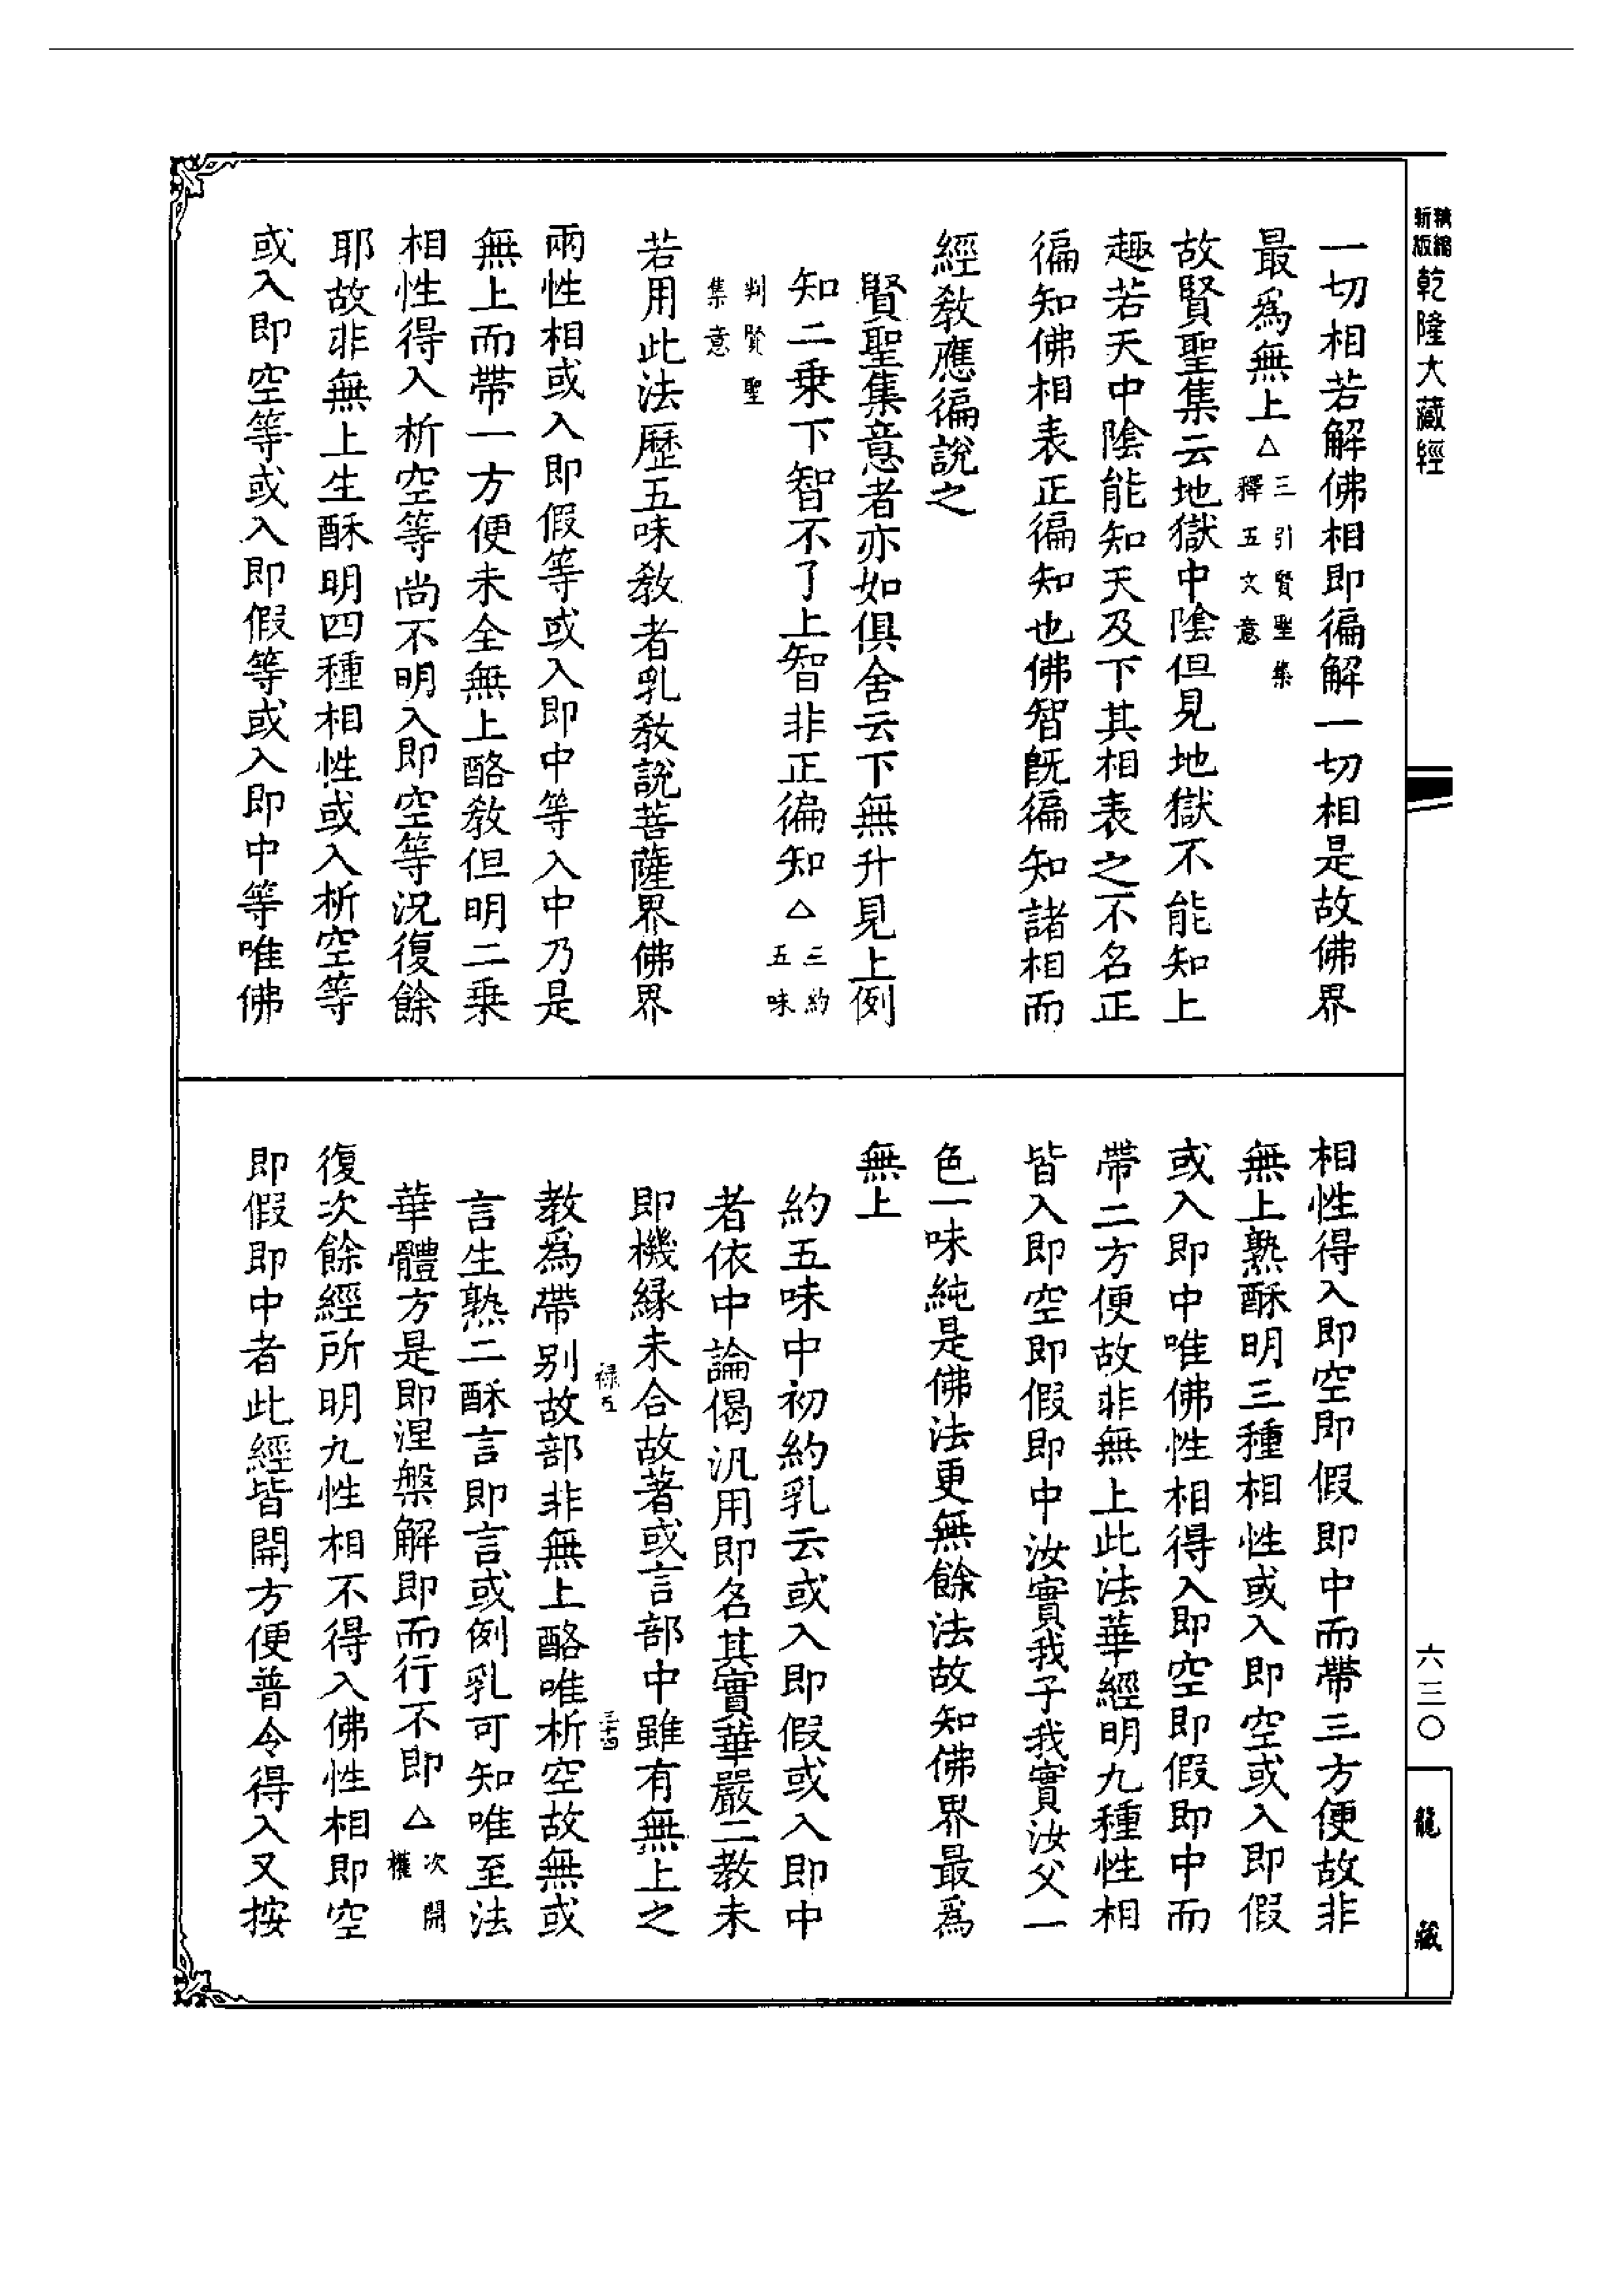 精縮新版乾隆大藏經
一切相若解佛相即徧解一切相是故佛界
最爲無上△三引賢聖集釋五文意
故賢聖集云地獄中陰但見地獄不能知上
趣若天中陰能知天及下其相表之不名正
徧知佛相表正徧知也佛智旣徧知諸相而
經教應徧說之
賢聖集意者亦如俱舍云下無升見上例
知二乗下智不了上智非正徧知△三約五味
判賢聖集意
若用此法歷五味教者乳教說菩薩界佛界
兩性相或入即假等或入即中等入中乃是
無上而帶一方便未全無上酪教但明二乗
相性得入析空等尚不明入即空等況復餘
耶故非無上生酥明四種相性或入析空等
或入即空等或入即假等或入即中等唯佛
相性得入即空即假即中而帶三方便故非
無上熟酥明三種相性或入即空或入即假
或入即中唯佛性相得入即空即假即中而
帶二方便故非無上此法華經明九種性相
皆入即空即假即中汝實我子我實汝父一
色一味純是佛法更無餘法故知佛界最爲
無上
約五味中初約乳云或入即假或入即中
者依中論偈汎用即名其實華嚴二教未
即機緣未合故著或言部中雖有無上之
三十四
教爲帶别故部非無上酪唯析空故無或
言生熟二酥言即言或例乳可知唯至法
華體方是即涅槃解即而行不即△次開權
復次餘經所明九性相不得入佛性相即空
即假即中者此經皆開方便普令得入又按
六三〇
龍藏